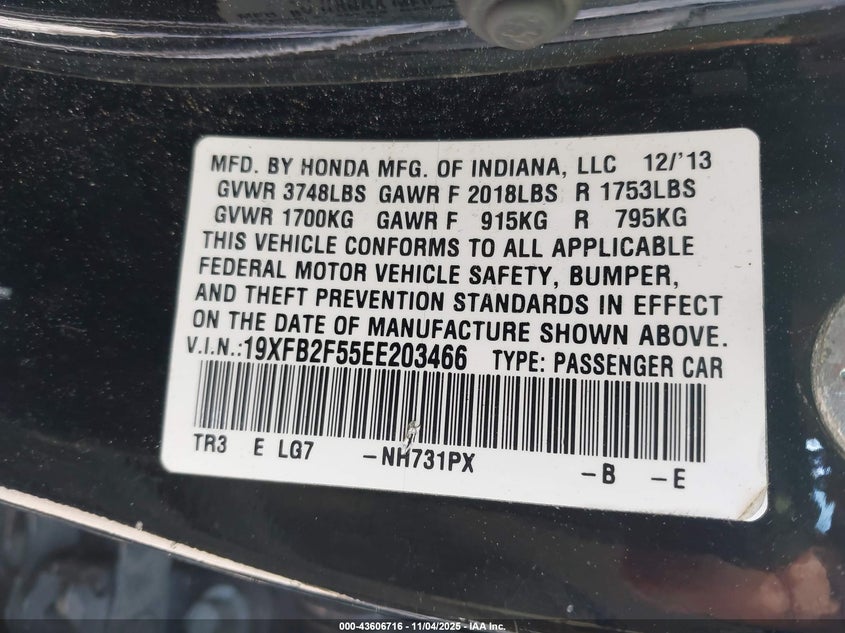 MFD. BY HONDA MFG. OF INDIANA, LLC 12/'13
GVWR 3748LBS GAWR F 2018LBS R 1753LBS
GVWR 1700KG GAWR F 915KG R 795KG
THIS VEHICLE CONFORMS TO ALL APPLICABLE
FEDERAL MOTOR VEHICLE SAFETY, BUMPER,
AND THEFT PREVENTION STANDARDS IN EFFECT
ON THE DATE OF MANUFACTURE SHOWN ABOVE.
V.I.N.:19XFB2F55EE203466 TYPE: PASSENGER CAR
TR3 E LG7 -NH731PX -B -E
000-43606716 - 11/04/2025 - IAA Inc.